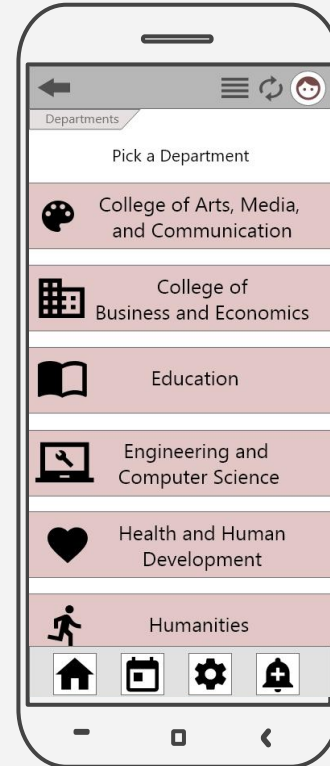 Departments
Pick a Department
College of Arts, Media,
and Communication
College of
Business and Economics
Education
Engineering and
Computer Science
Health and Human
Development
Humanities